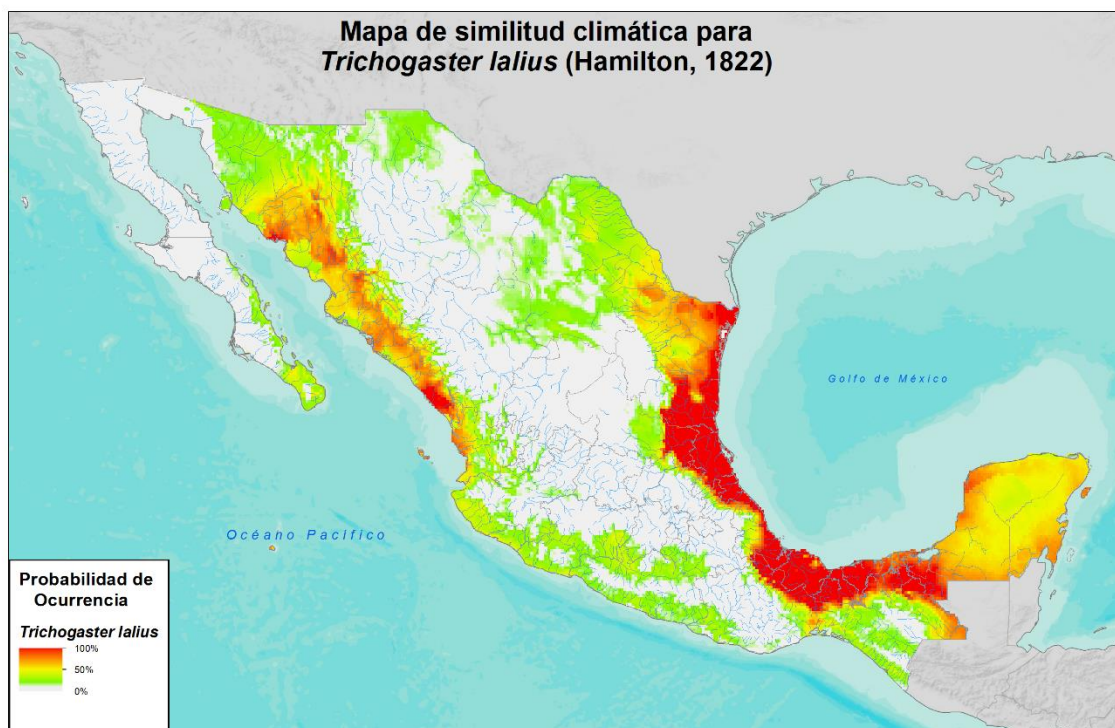 Mapa de similitud climática para
Trichogaster lalius (Hamilton, 1822)
Golfo de México
Océano Pacífico
Probabilidad de
Ocurrencia
Trichogaster lalius
100%
50%
0%